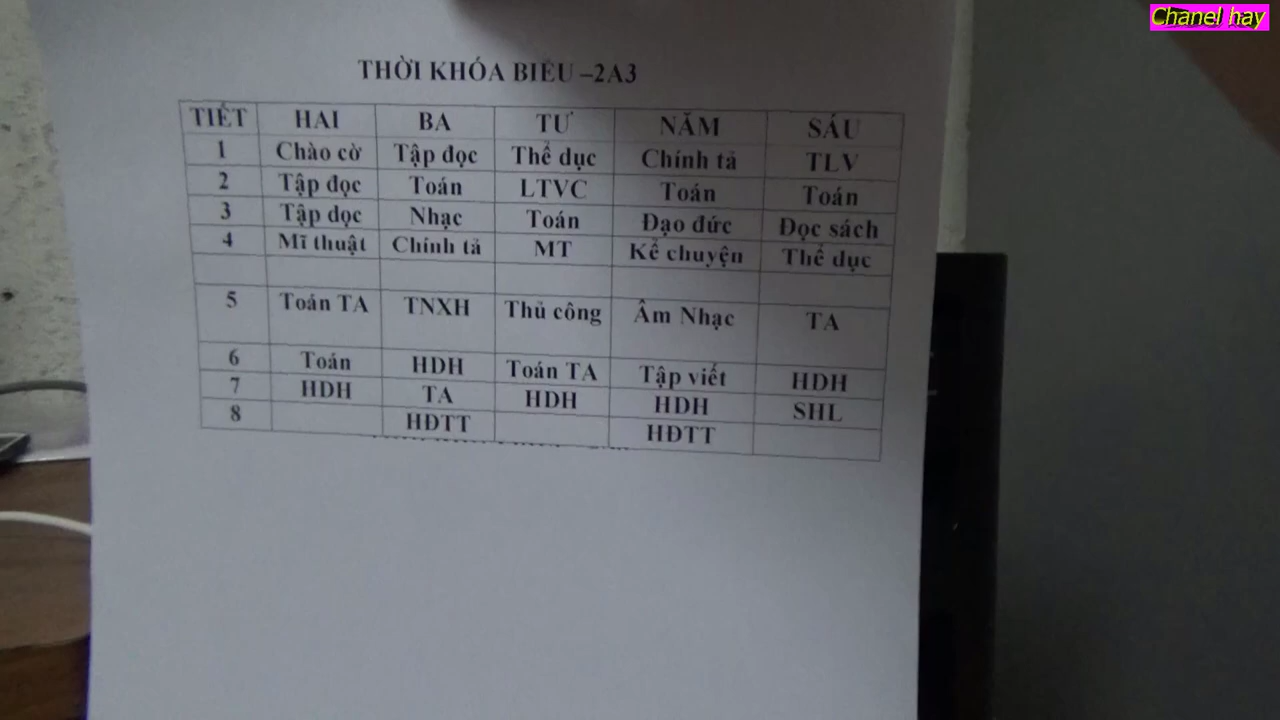 Chanel hay
THỜI KHÓA BIỂU –2A3
TIẾT HAI BA TƯ NĂM SÁU
1 Chào cờ Tập đọc Thể dục Chính tả TLV
2 Tập đọc Toán LTVC Toán Toán
3 Tập đọc Nhạc Toán Đạo đức Đọc sách
4 Mĩ thuật Chính tả MT Kể chuyện Thể dục
5 Toán TA TNXH Thủ công Âm Nhạc TA
6 Toán HDH Toán TA Tập viết HDH
7 HDH TA HDH HDH SHL
8 HĐTT HĐTT